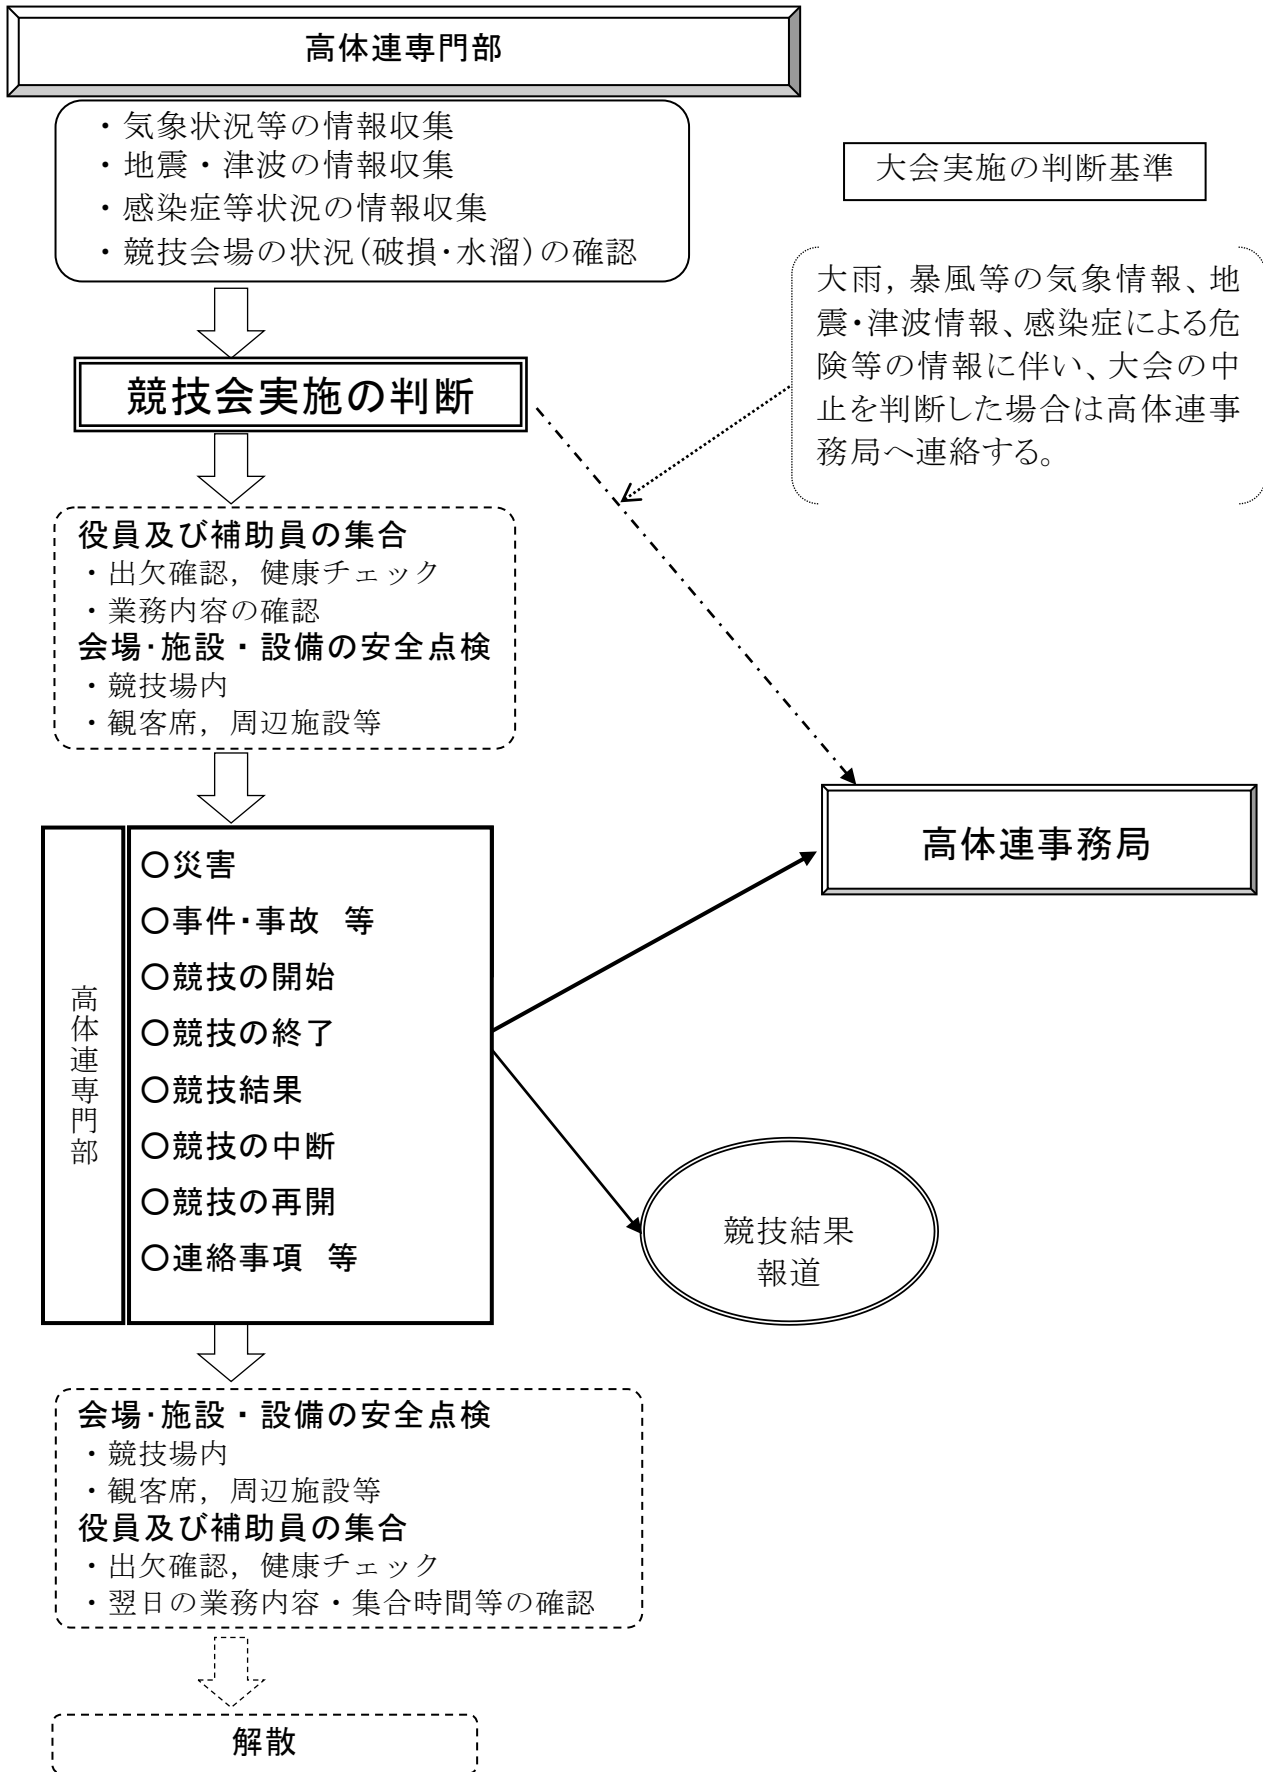 高体連専門部
・気象状況等の情報収集
・地震・津波の情報収集
・感染症等状況の情報収集
・競技会場の状況(破損・水溜)の確認
大会実施の判断基準
大雨，暴風等の気象情報、地
震・津波情報、感染症による危
険等の情報に伴い、大会の中
止を判断した場合は高体連事
務局へ連絡する。
競技会実施の判断
役員及び補助員の集合
・出欠確認，健康チェック
・業務内容の確認
会場・施設・設備の安全点検
・競技場内
・観客席，周辺施設等
高体連事務局
高体連専門部
○災害
○事件・事故　等
○競技の開始
○競技の終了
○競技結果
○競技の中断
○競技の再開
○連絡事項　等
競技結果
報道
会場・施設・設備の安全点検
・競技場内
・観客席，周辺施設等
役員及び補助員の集合
・出欠確認，健康チェック
・翌日の業務内容・集合時間等の確認
解散